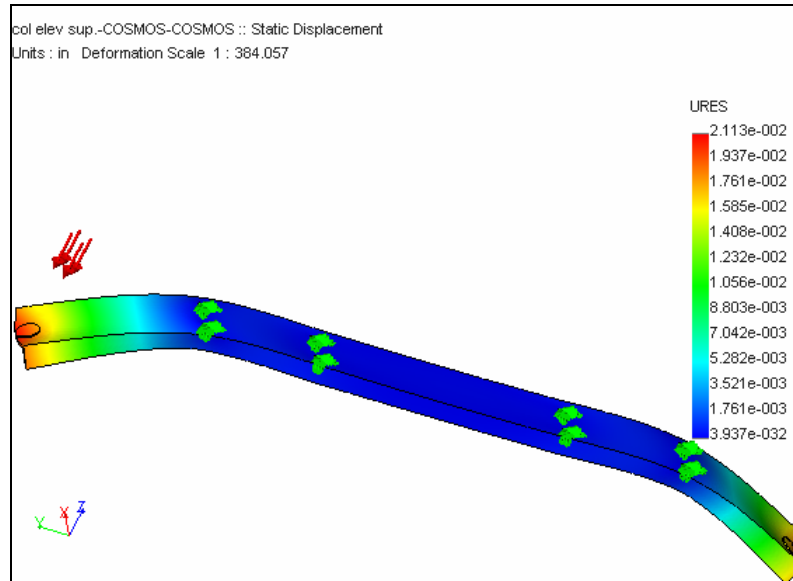 col elev sup.-COSMOS-COSMOS :: Static Displacement
Units : in Deformation Scale 1 : 384.057
URES
2.113e-002
1.937e-002
1.761e-002
1.585e-002
1.408e-002
1.232e-002
1.056e-002
8.803e-003
7.042e-003
5.282e-003
3.521e-003
1.761e-003
3.937e-032
Y
X
Z